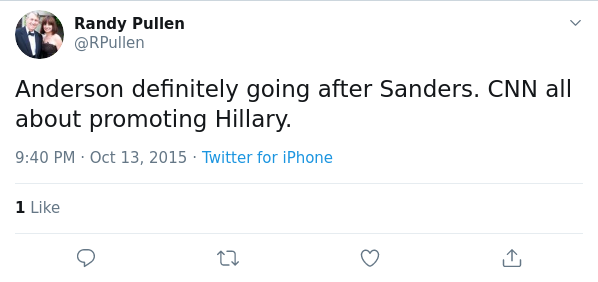 Randy Pullen
@RPullen
Anderson definitely going after Sanders. CNN all
about promoting Hillary.
9:40 PM · Oct 13, 2015 · Twitter for iPhone
1 Like